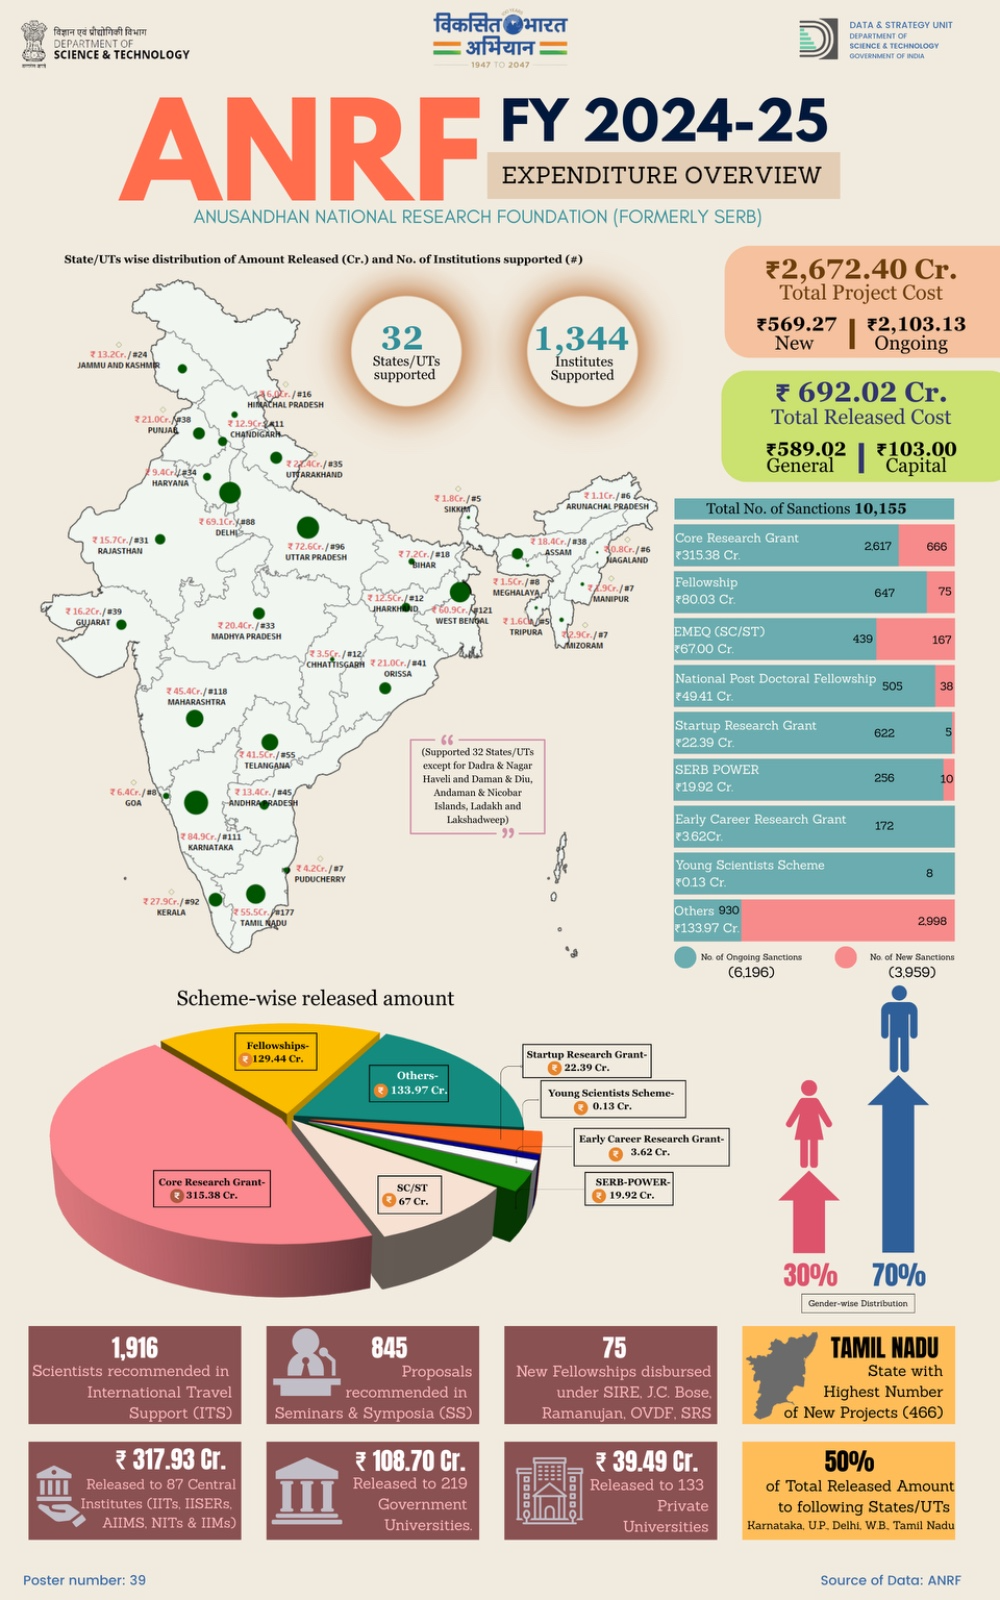 विज्ञान एवं प्रौद्योगिकी विभाग
DEPARTMENT OF
SCIENCE & TECHNOLOGY
विकसित भारत
अभियान
1947 TO 2047
DATA & STRATEGY UNIT
DEPARTMENT OF
SCIENCE & TECHNOLOGY
GOVERNMENT OF INDIA
ANRF
FY 2024-25
EXPENDITURE OVERVIEW
ANUSANDHAN NATIONAL RESEARCH FOUNDATION (FORMERLY SERB)
State/UTs wise distribution of Amount Released (Cr.) and No. of Institutions supported (#)
32
States/UTs
supported
1,344
Institutes
Supported
₹2,672.40 Cr.
Total Project Cost
₹569.27 | ₹2,103.13
New Ongoing
₹ 692.02 Cr.
Total Released Cost
₹589.02 | ₹103.00
General Capital
₹ 13.2Cr. / #24
JAMMU AND KASHMIR
/ #16
HIMACHAL PRADESH
₹ 21.0Cr. / #38
PUNJAB
₹ 12.9Cr. / #11
CHANDIGARH
₹ 9.4Cr. / #34
HARYANA
/ #35
UTTARAKHAND
₹ 69.1Cr. / #88
DELHI
₹ 15.7Cr. / #31
RAJASTHAN
₹ 72.6Cr. / #96
UTTAR PRADESH
₹ 1.8Cr. / #5
SIKKIM
₹ 1.1Cr. / #6
ARUNACHAL PRADESH
₹ 7.2Cr. / #18
BIHAR
₹ 18.4Cr. / #38
ASSAM
₹ 0.8Cr. / #6
NAGALAND
₹ 1.5Cr. / #8
MEGHALAYA
₹ 1.9Cr. / #7
MANIPUR
₹ 16.2Cr. / #39
GUJARAT
₹ 20.4Cr. / #33
MADHYA PRADESH
₹ 12.5Cr. / #12
JHARKHAND
₹ 60.9Cr. / #121
WEST BENGAL
₹ 1.6Cr. / #5
TRIPURA
₹ 2.9Cr. / #7
MIZORAM
₹ 3.5Cr. / #12
CHHATTISGARH
₹ 21.0Cr. / #41
ORISSA
₹ 45.4Cr. / #118
MAHARASHTRA
₹ 41.5Cr. / #55
TELANGANA
₹ 6.4Cr. / #8
GOA
₹ 13.4Cr. / #45
ANDHRA PRADESH
₹ 84.9Cr. / #111
KARNATAKA
₹ 4.2Cr. / #7
PUDUCHERRY
₹ 27.9Cr. / #92
KERALA
₹ 55.5Cr. / #177
TAMIL NADU
(Supported 32 States/UTs
except for Dadra & Nagar
Haveli and Daman & Diu,
Andaman & Nicobar
Islands, Ladakh and
Lakshadweep)
Total No. of Sanctions 10,155
Core Research Grant
₹315.38 Cr.
2,617 666
Fellowship
₹80.03 Cr.
647 75
EMEQ (SC/ST)
₹67.00 Cr.
439 167
National Post Doctoral Fellowship
₹49.41 Cr.
505 38
Startup Research Grant
₹22.39 Cr.
622 5
SERB POWER
₹19.92 Cr.
256 10
Early Career Research Grant
₹3.62Cr.
172
Young Scientists Scheme
₹0.13 Cr.
8
Others 930
₹133.97 Cr.
2,998
No. of Ongoing Sanctions
(6,196)
No. of New Sanctions
(3,959)
Scheme-wise released amount
Fellowships-
₹ 129.44 Cr.
Others-
₹ 133.97 Cr.
Startup Research Grant-
₹ 22.39 Cr.
Young Scientists Scheme-
₹ 0.13 Cr.
Early Career Research Grant-
₹ 3.62 Cr.
SERB-POWER-
₹ 19.92 Cr.
Core Research Grant-
₹ 315.38 Cr.
SC/ST
₹ 67 Cr.
30% 70%
Gender-wise Distribution
1,916
Scientists recommended in
International Travel
Support (ITS)
845
Proposals
recommended in
Seminars & Symposia (SS)
75
New Fellowships disbursed
under SIRE, J.C. Bose,
Ramanujan, OVDF, SRS
TAMIL NADU
State with
Highest Number
of New Projects (466)
₹ 317.93 Cr.
Released to 87 Central
Institutes (IITs, IISERs,
AIIMS, NITs & IIMs)
₹ 108.70 Cr.
Released to 219
Government
Universities.
₹ 39.49 Cr.
Released to 133
Private
Universities
50%
of Total Released Amount
to following States/UTs
Karnataka, U.P., Delhi, W.B., Tamil Nadu
Poster number: 39
Source of Data: ANRF